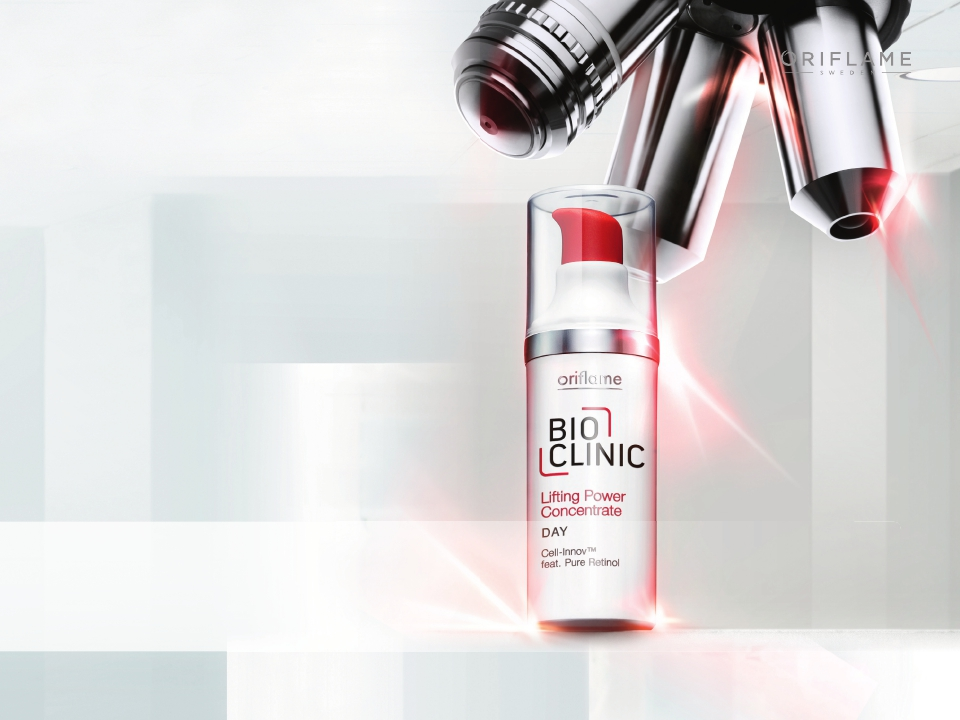 ORIFLAME
SWEDEN
oriflame
BIO
CLINIC
Lifting Power
Concentrate
DAY
Cell-Innov™
feat. Pure Retinol